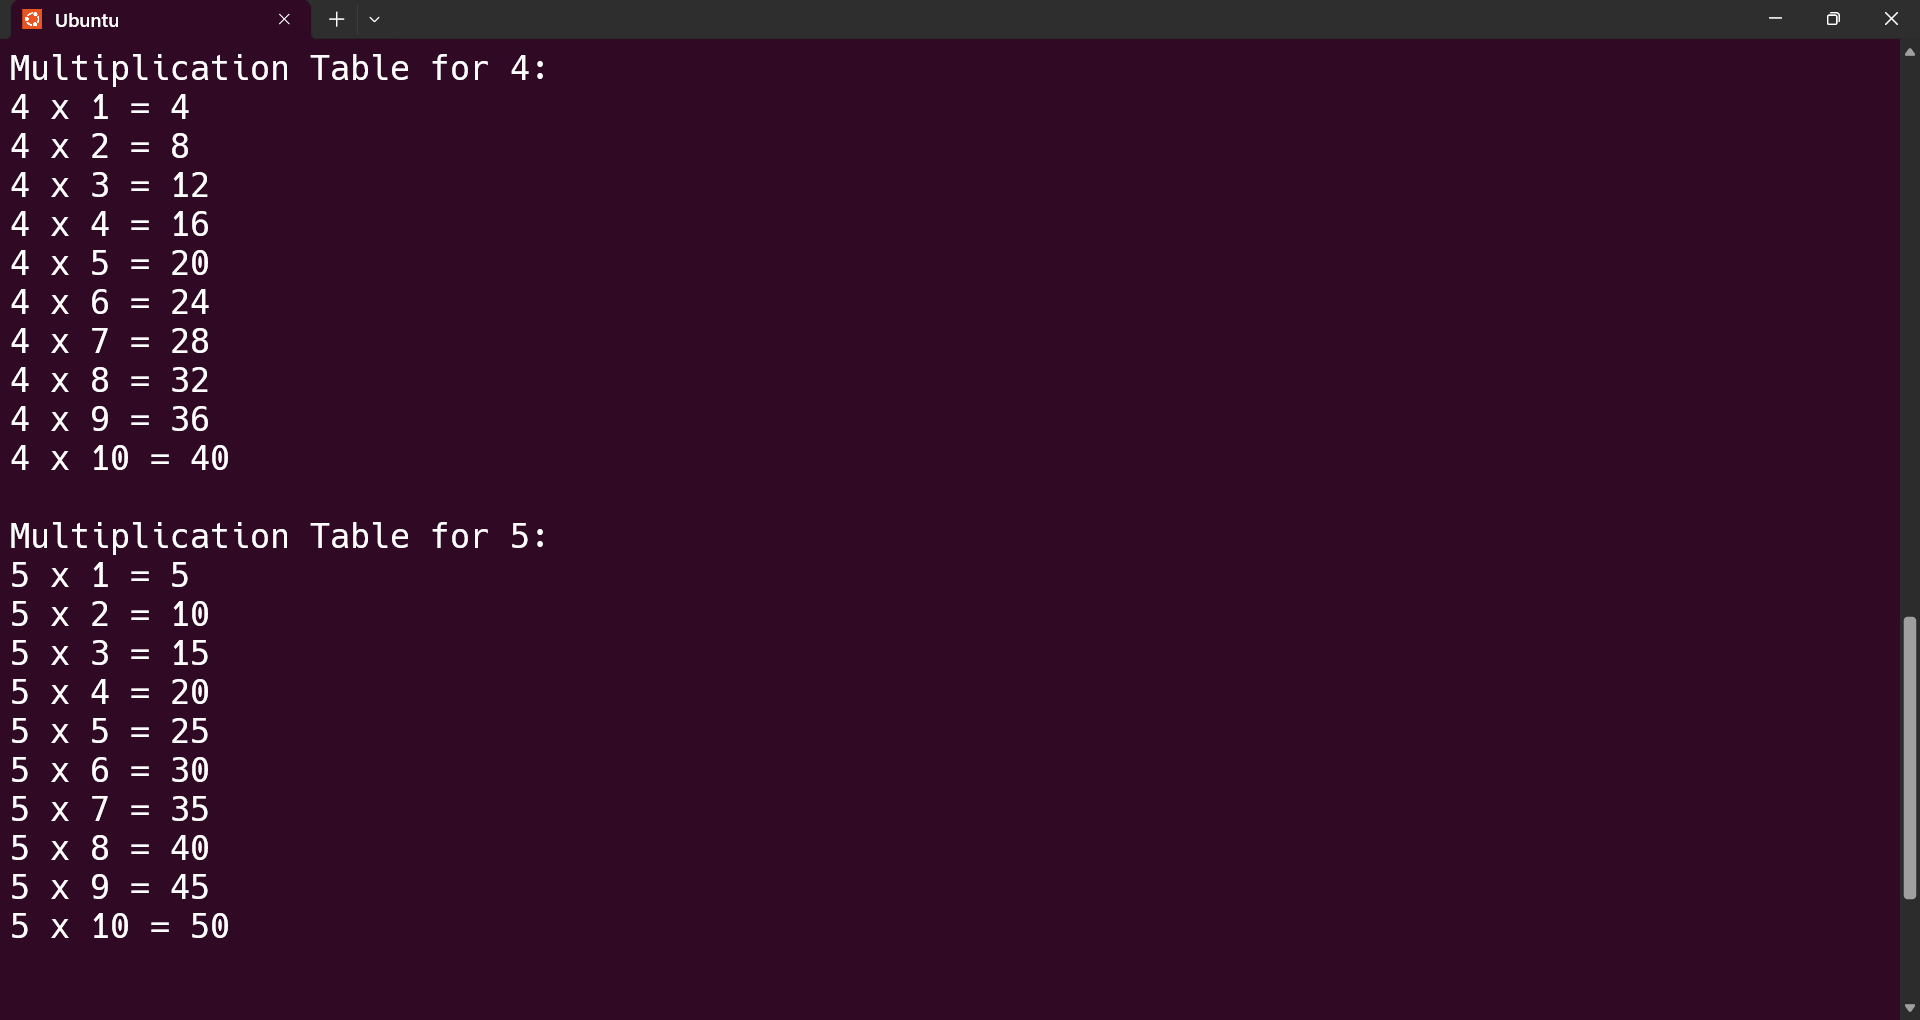 Ubuntu
Multiplication Table for 4:
4 x 1 = 4
4 x 2 = 8
4 x 3 = 12
4 x 4 = 16
4 x 5 = 20
4 x 6 = 24
4 x 7 = 28
4 x 8 = 32
4 x 9 = 36
4 x 10 = 40

Multiplication Table for 5:
5 x 1 = 5
5 x 2 = 10
5 x 3 = 15
5 x 4 = 20
5 x 5 = 25
5 x 6 = 30
5 x 7 = 35
5 x 8 = 40
5 x 9 = 45
5 x 10 = 50